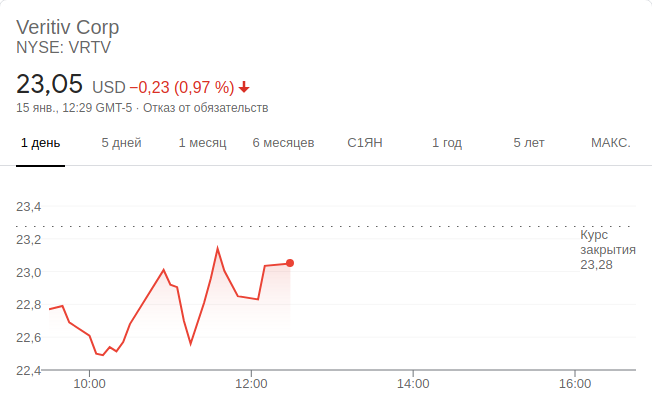 Veritiv Corp
NYSE: VRTV
23,05 USD −0,23 (0,97 %)
15 янв., 12:29 GMT-5 · Отказ от обязательств
1 день 5 дней 1 месяц 6 месяцев С1ЯН 1 год 5 лет МАКС.
23,4
23,2
23,0
22,8
22,6
22,4
Курс
закрытия
23,28
10:00 12:00 14:00 16:00